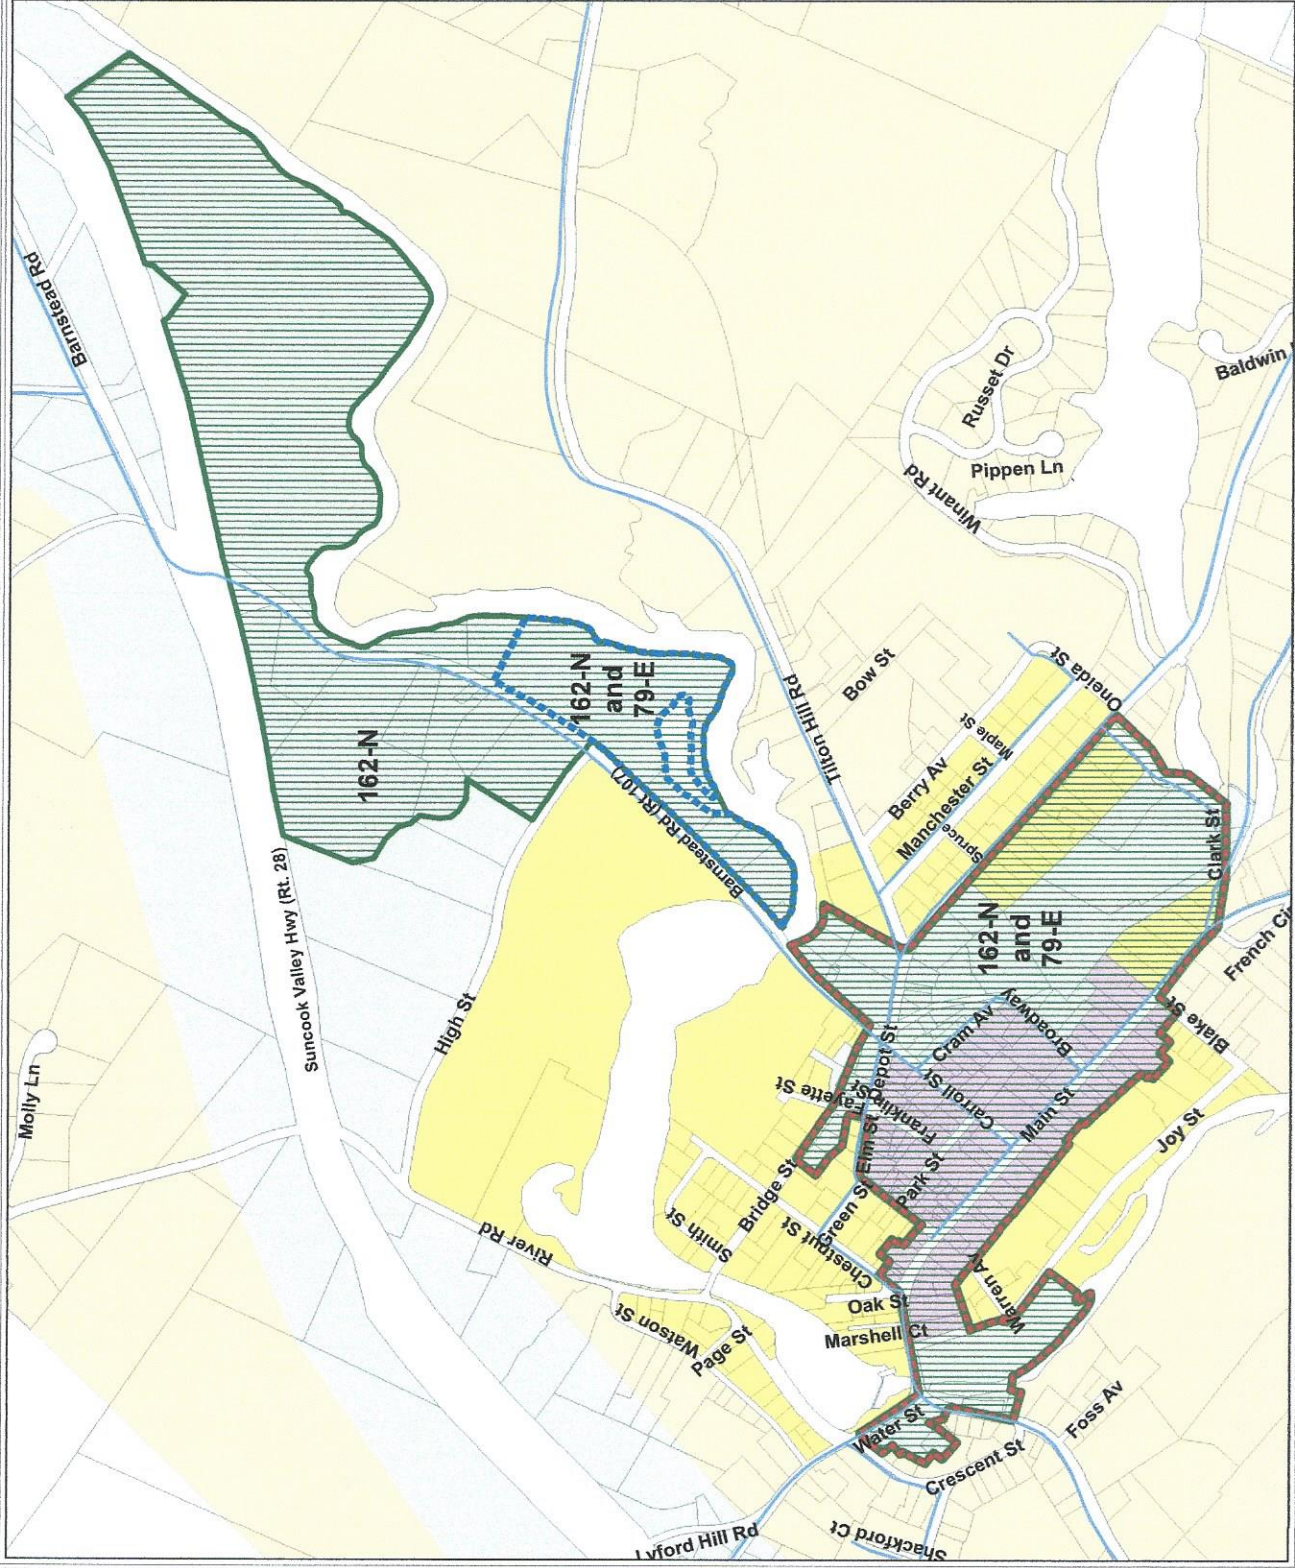 Barnstead Rd
162-N
162-N
and
79-E
Barnstead Rd (Rt 107)
Suncook Valley Hwy (Rt. 28)
High St
Molly Ln
River Rd
Tilton Hill Rd
Bow St
Russet Dr
Pippen Ln
Winant Rd
Baldwin
Oneida St
Maple St
Berry Av
Manchester St
Spruce
Clark St
162-N
and
79-E
French Cir
Blake St
Broadway
Cram Av
Carroll St
Depot St
Franklin St
ayette St
Elm St
Main St
Park St
Joy St
Bridge St
Green St
Chestnut St
Smith St
Oak St
Marshell Ct
Warren Av
Watson St
Page St
Water St
Crescent St
Foss Av
Lyford Hill Rd
Shackford Ct